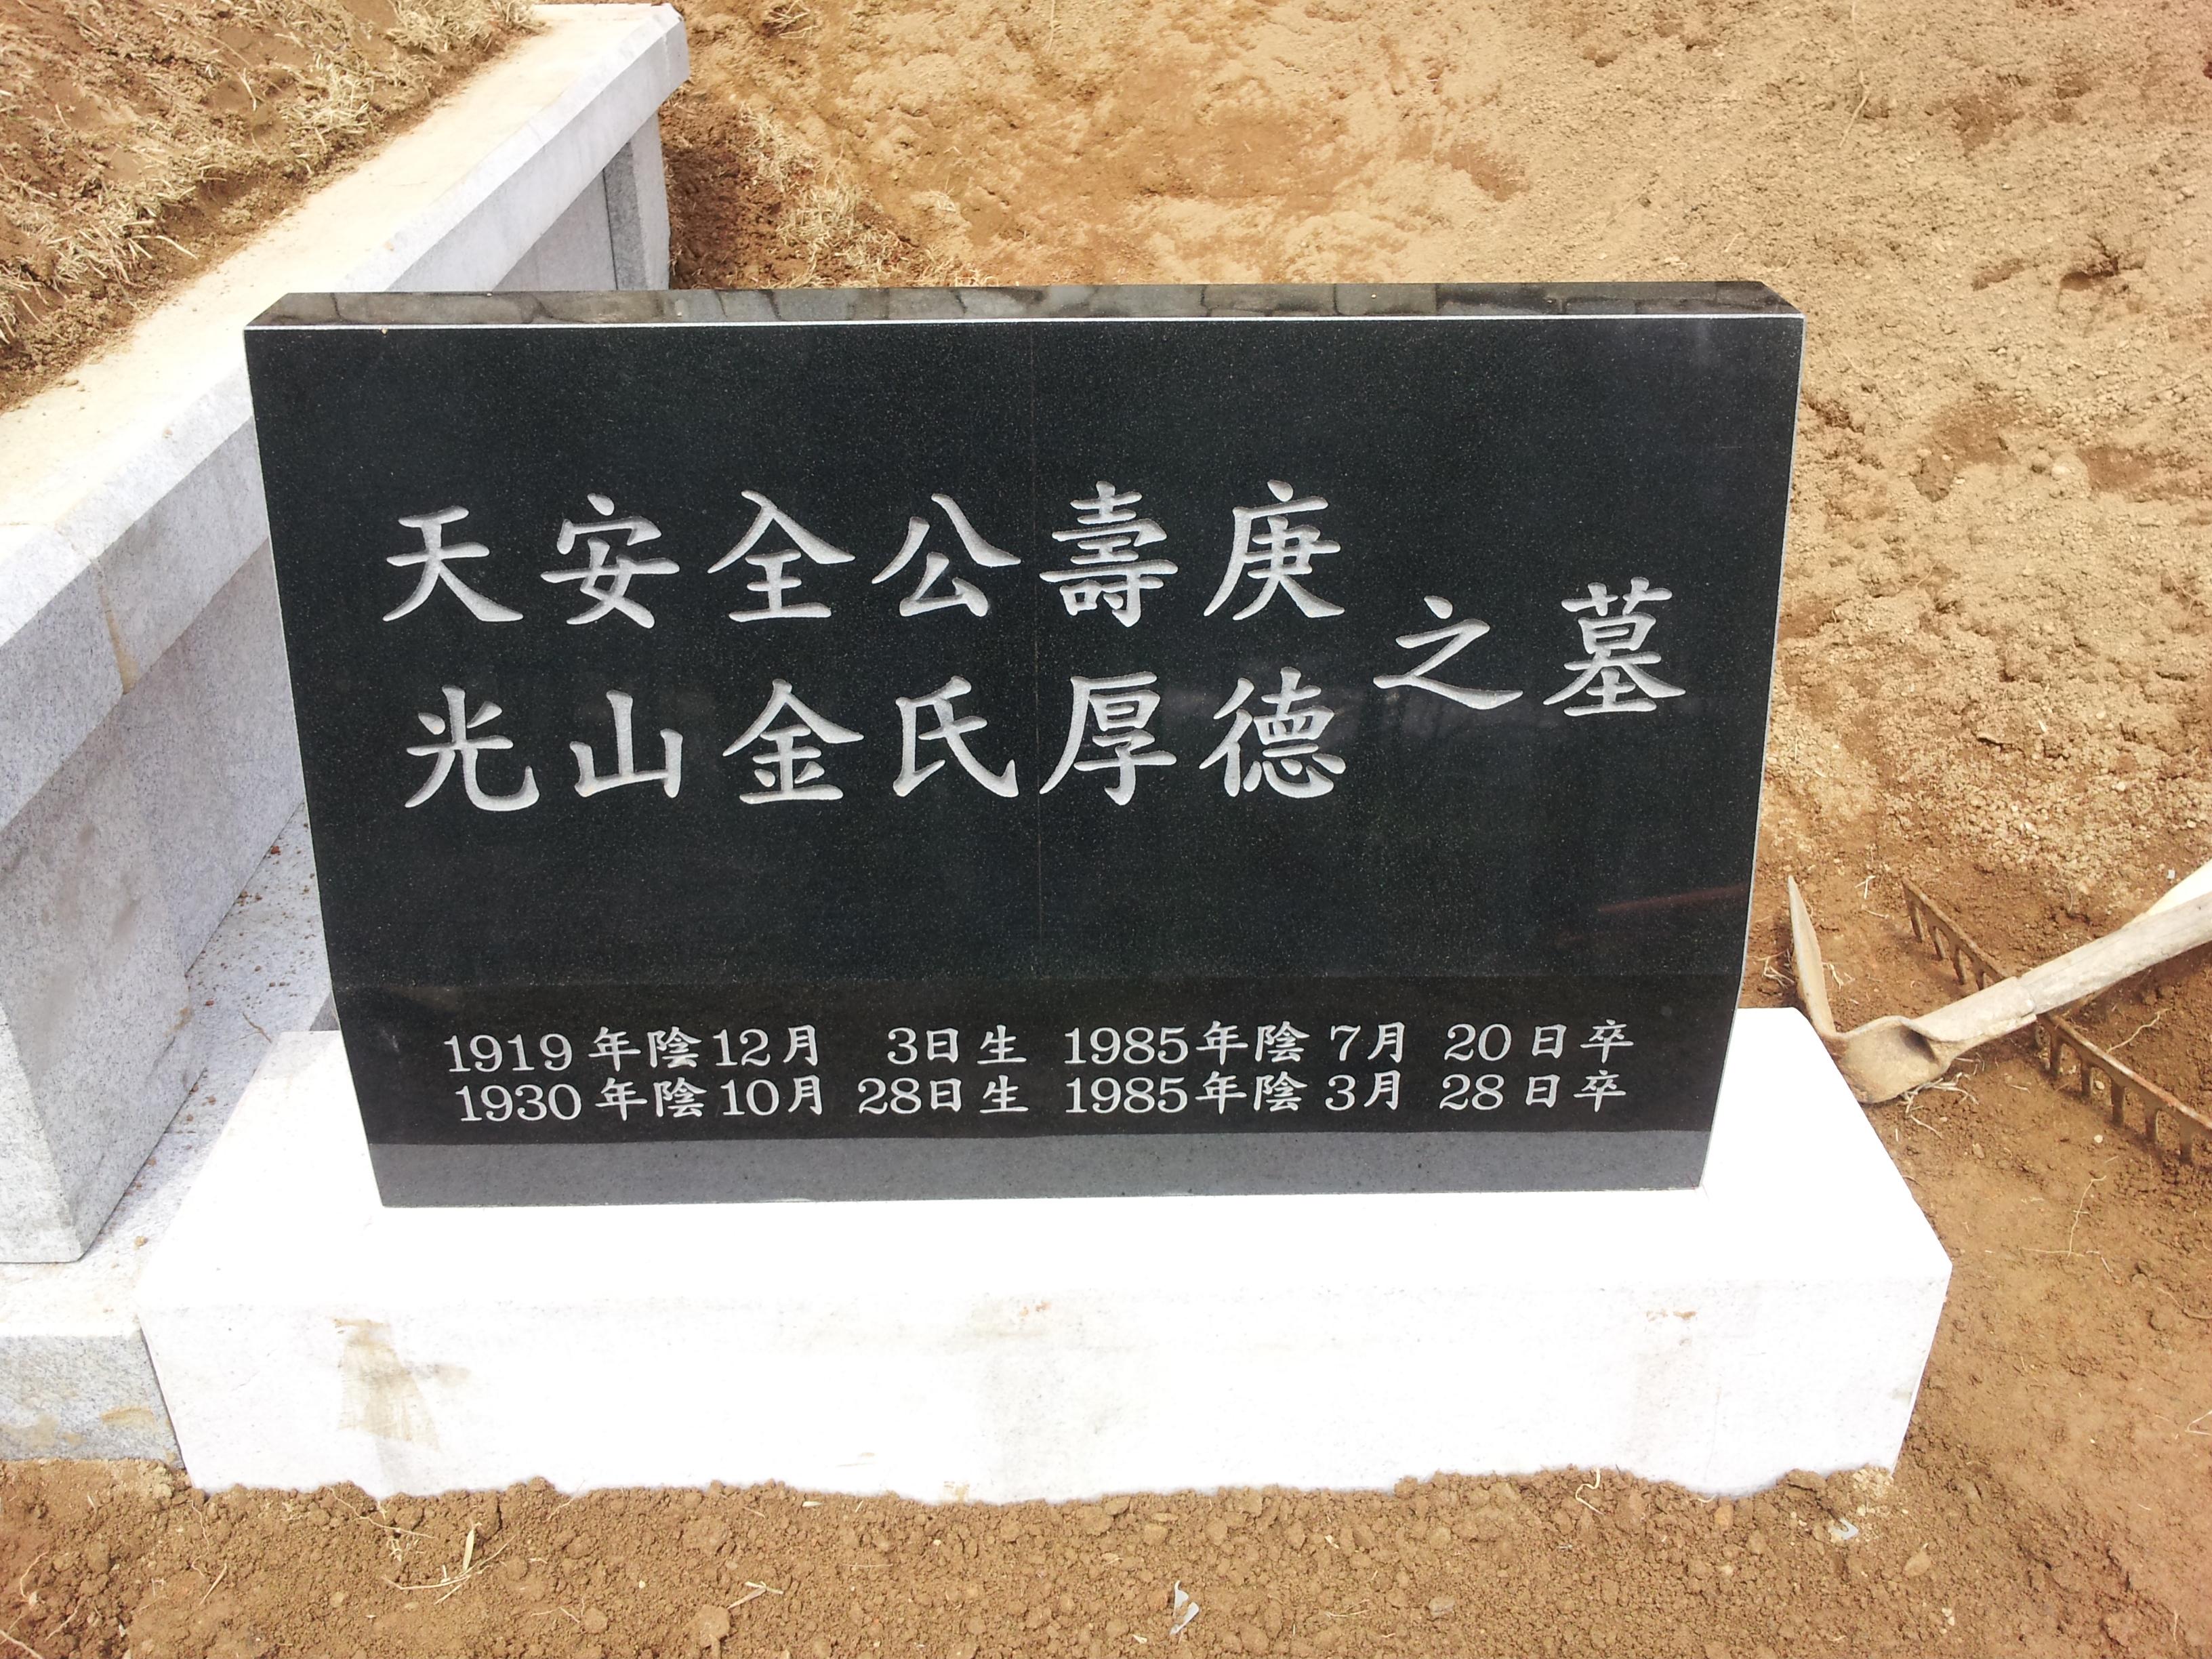 天安全公壽庚
光山金氏厚德
之墓
1919年陰12月 3日生 1985年陰7月 20日卒
1930年陰10月 28日生 1985年陰3月 28日卒